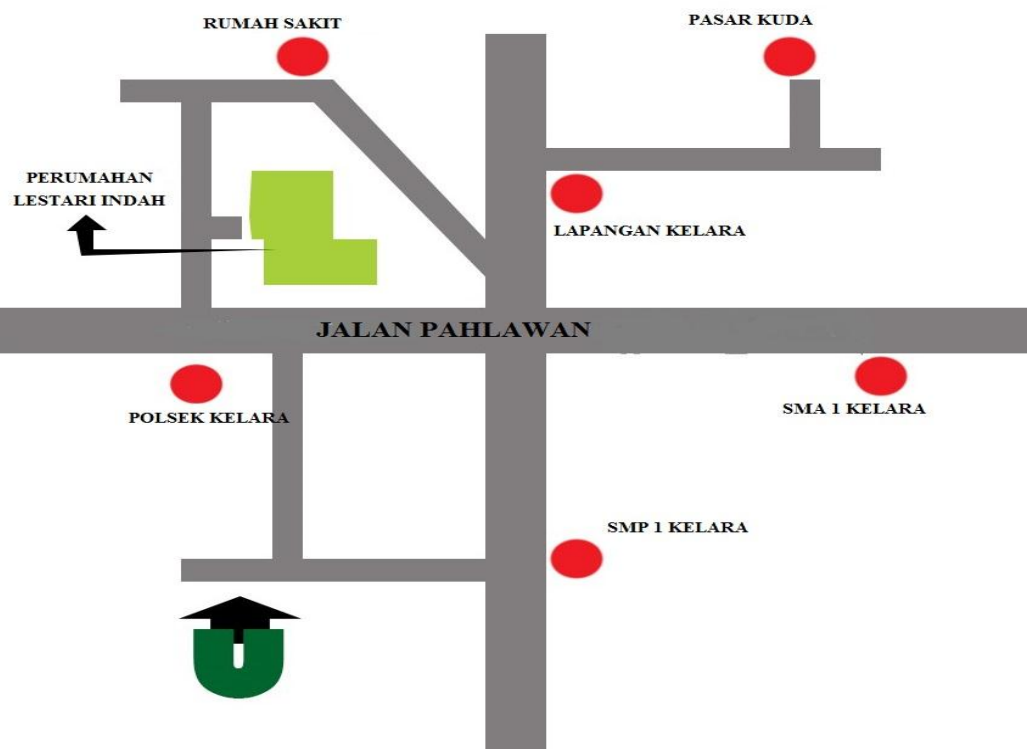 RUMAH SAKIT
PASAR KUDA
PERUMAHAN
LESTARI INDAH
LAPANGAN KELARA
JALAN PAHLAWAN
POLSEK KELARA
SMA 1 KELARA
SMP 1 KELARA
U